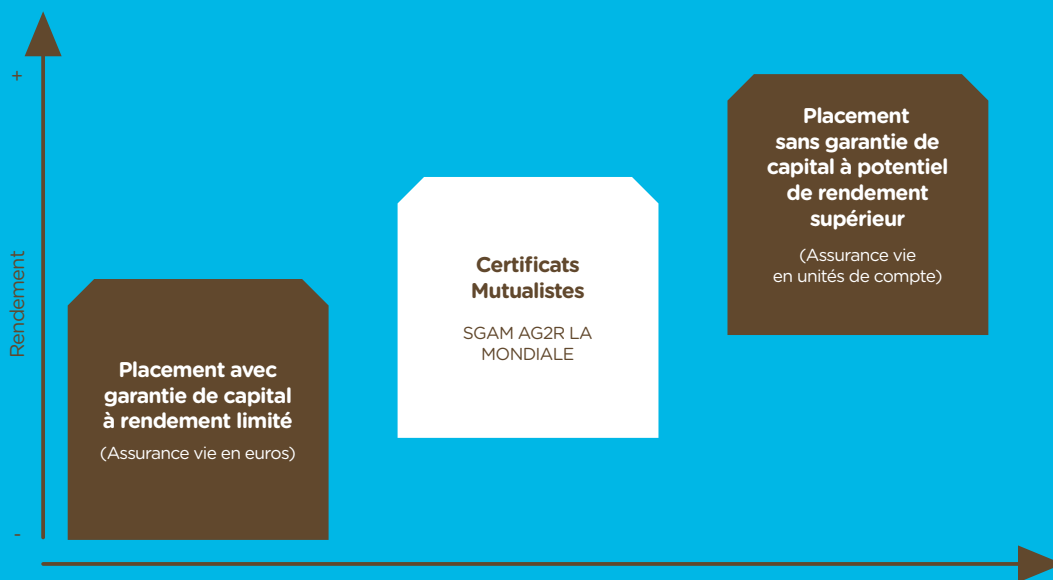 +
Rendement
-
Placement avec
garantie de capital
à rendement limité
(Assurance vie en euros)
Certificats
Mutualistes
SGAM AG2R LA
MONDIALE
Placement
sans garantie de
capital à potentiel
de rendement
supérieur
(Assurance vie
en unités de compte)